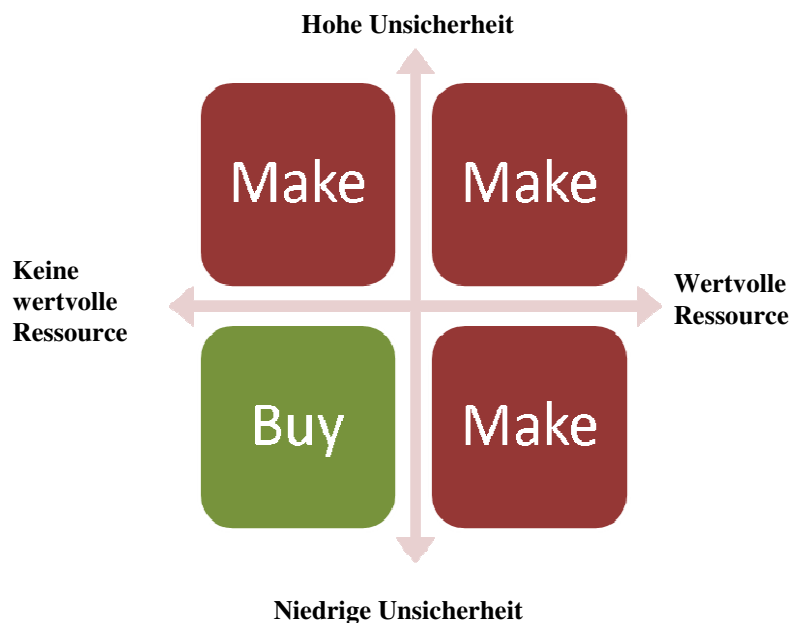 Hohe Unsicherheit
Make
Make
Keine
wertvolle
Ressource
Wertvolle
Ressource
Buy
Make
Niedrige Unsicherheit